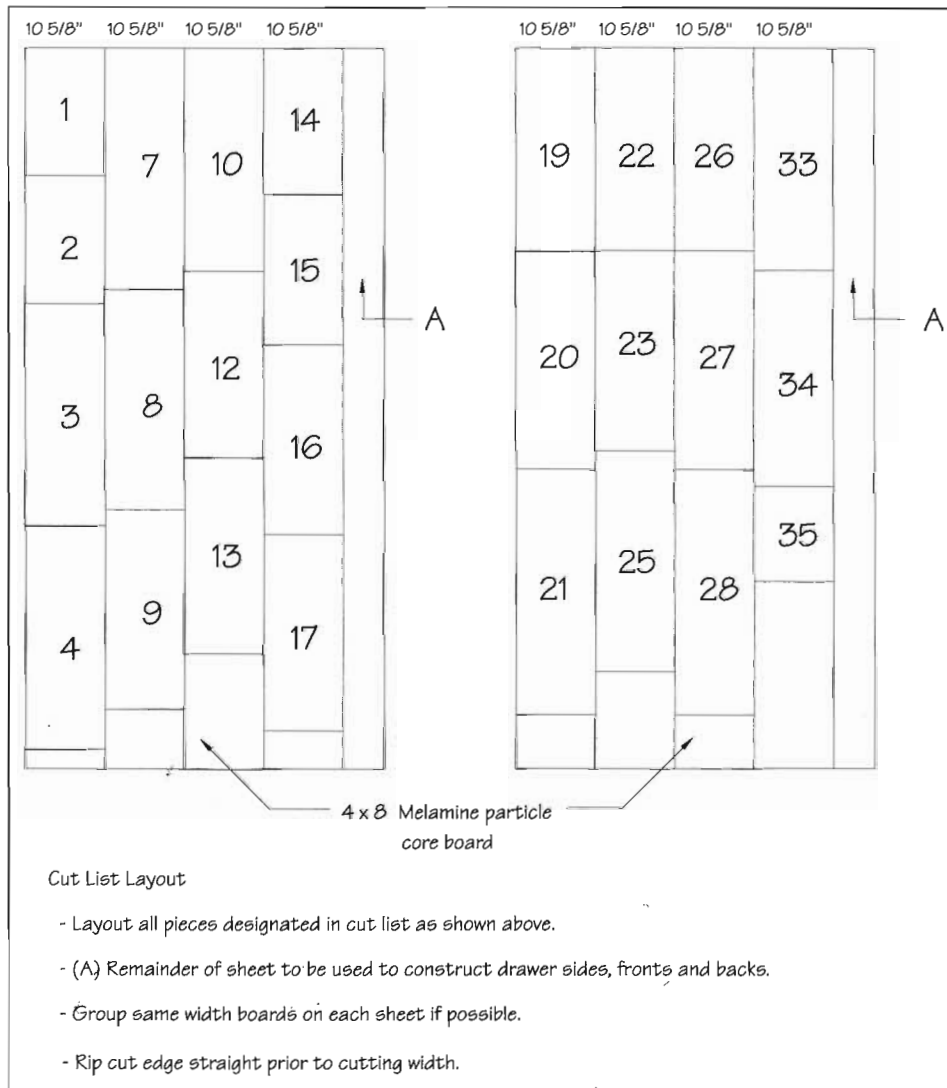 10 5/8" 10 5/8" 10 5/8" 10 5/8"
10 5/8" 10 5/8" 10 5/8" 10 5/8"
1
7
10
14
2
15
3
8
12
16
4
9
13
17
A
19
22
26
33
20
23
27
34
21
25
28
35
A
4 x 8 Melamine particle
core board
Cut List Layout
- Layout all pieces designated in cut list as shown above.
- (A) Remainder of sheet to be used to construct drawer sides, fronts and backs.
- Group same width boards on each sheet if possible.
- Rip cut edge straight prior to cutting width.